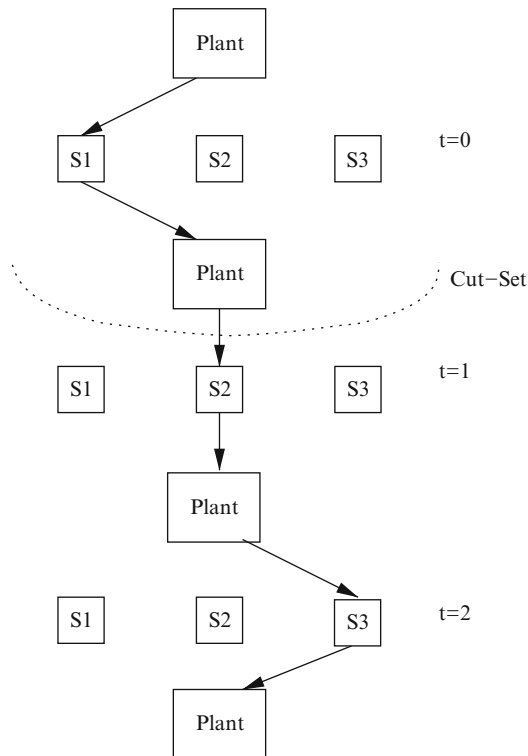 Plant
S1 S2 S3 t=0
Plant
Cut−Set
S1 S2 S3 t=1
Plant
S1 S2 S3 t=2
Plant